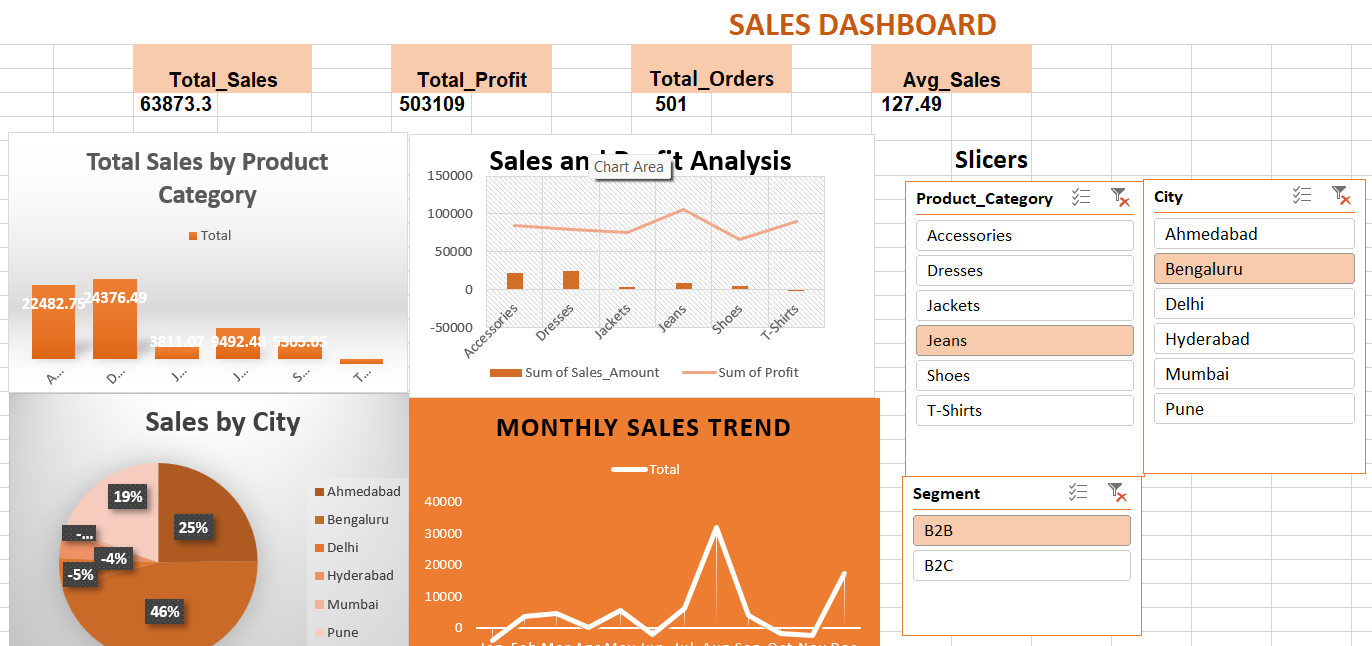 SALES DASHBOARD
Total_Sales
63873.3
Total_Profit
503109
Total_Orders
501
Avg_Sales
127.49
Total Sales by Product
Category
Total
22482.75
24376.49
3811.07
9492.48
5305.05
A...
D...
J...
J...
S...
T...
Sales and Profit Analysis
Chart Area
150000
100000
50000
0
-50000
Accessories
Dresses
Jackets
Jeans
Shoes
T-Shirts
Sum of Sales_Amount
Sum of Profit
Slicers
Product_Category
Accessories
Dresses
Jackets
Jeans
Shoes
T-Shirts
City
Ahmedabad
Bengaluru
Delhi
Hyderabad
Mumbai
Pune
Segment
B2B
B2C
Sales by City
19%
25%
-...
-4%
-5%
46%
Ahmedabad
Bengaluru
Delhi
Hyderabad
Mumbai
Pune
MONTHLY SALES TREND
Total
40000
30000
20000
10000
0